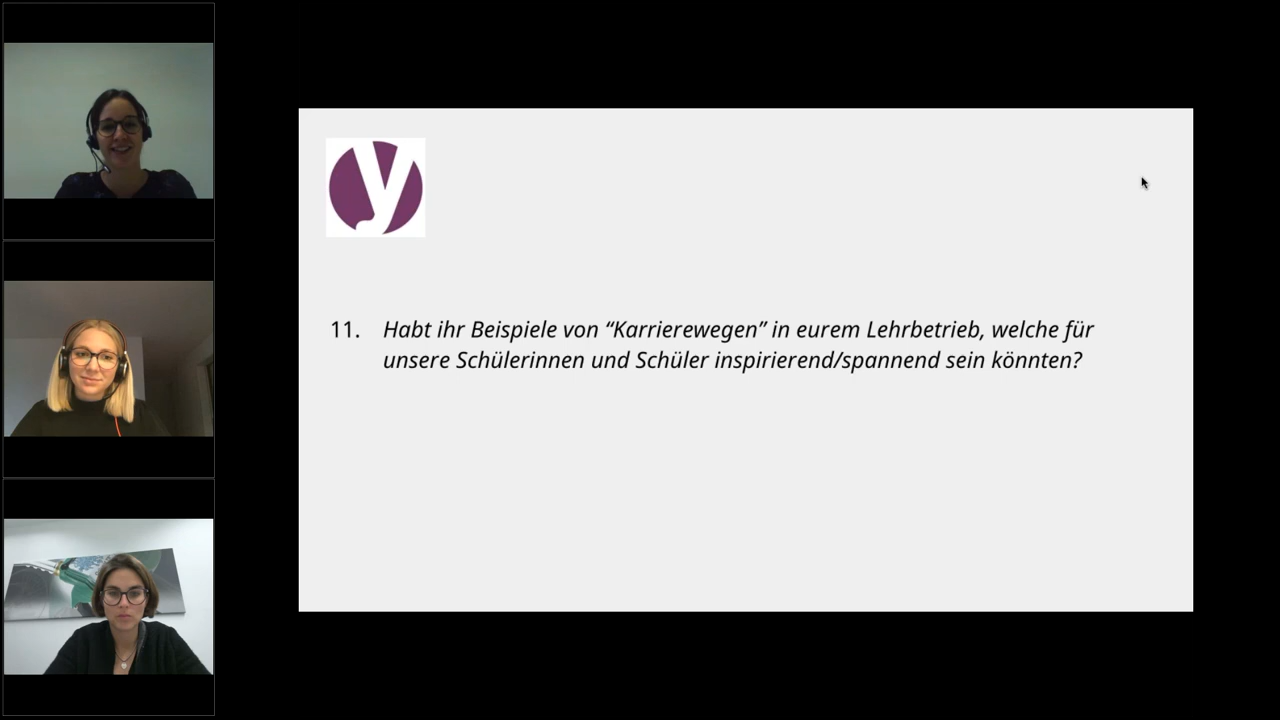 y
11. Habt ihr Beispiele von “Karrierewegen” in eurem Lehrbetrieb, welche für
unsere Schülerinnen und Schüler inspirierend/spannend sein könnten?